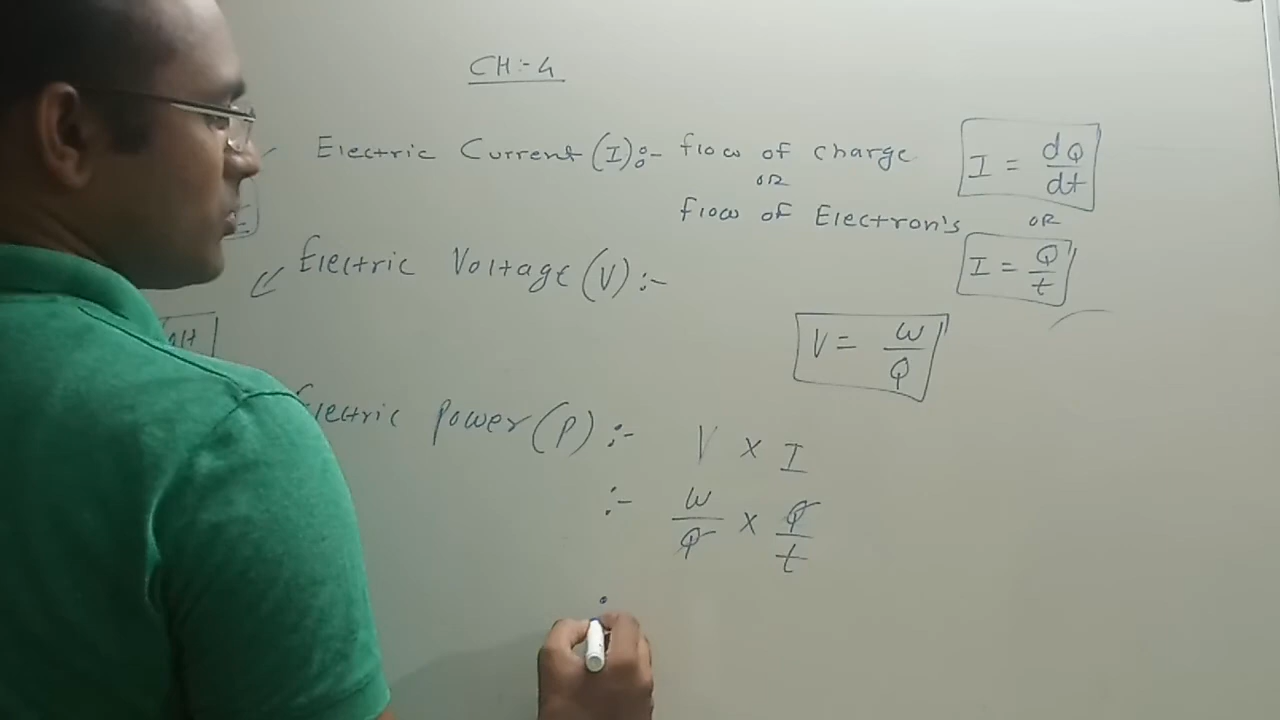 CH:- 4
Electric Current (I):- flow of charge
I = dQ/dt
OR
flow of Electron's
OR
I = Q/t
Electric Voltage (V) :-
V = W/Q
Electric Power (P) :- V × I
:- W/Q × Q/t